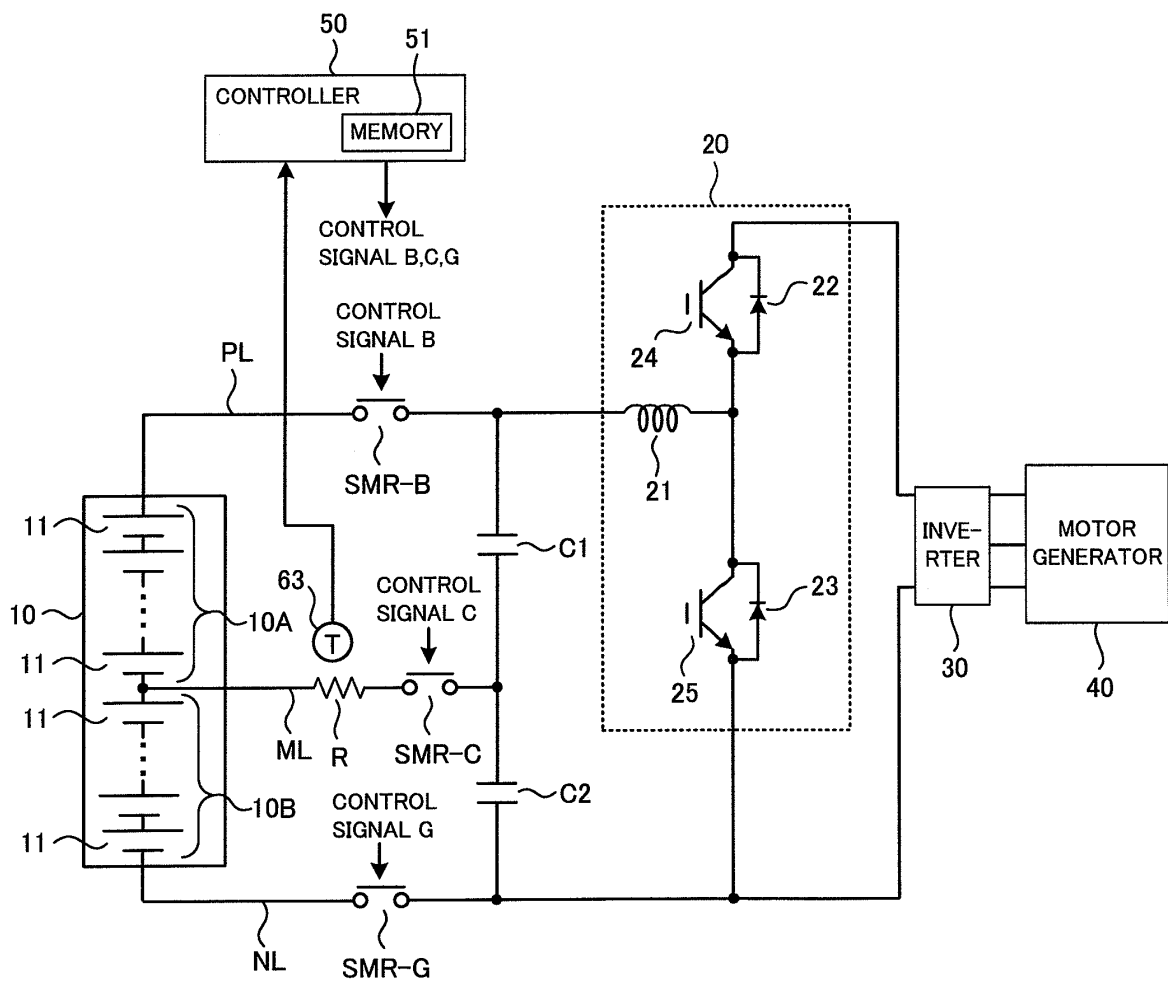 50
51
CONTROLLER
MEMORY
20
CONTROL
SIGNAL B,C,G
CONTROL
SIGNAL B
22
24
PL
SMR-B
21
11
C1
INVE-
RTER
MOTOR
GENERATOR
63
CONTROL
SIGNAL C
23
10
10A
T
11
25
30
40
11
ML
R
SMR-C
C2
10B
CONTROL
SIGNAL G
11
NL
SMR-G